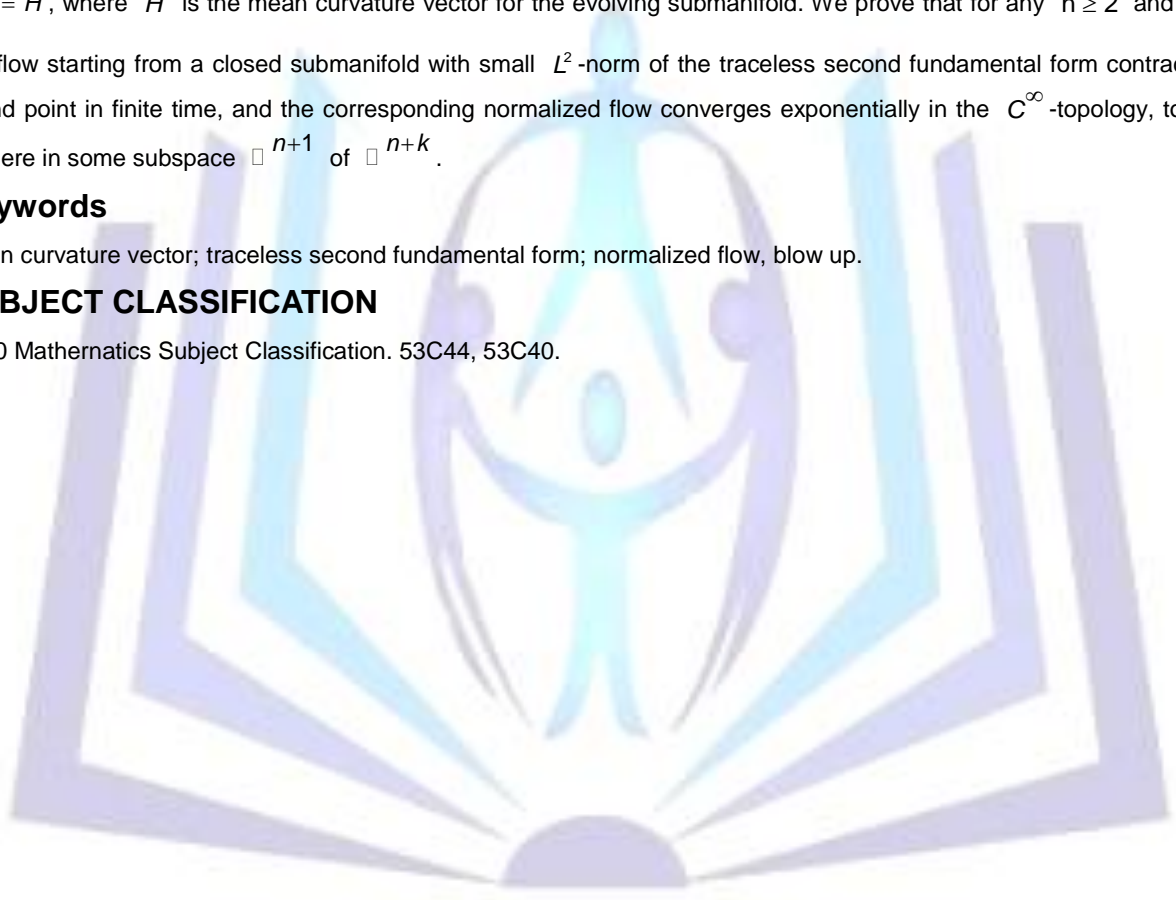 = H, where H is the mean curvature vector for the evolving submanifold. We prove that for any n ≥ 2 and
flow starting from a closed submanifold with small L² -norm of the traceless second fundamental form contra
nd point in finite time, and the corresponding normalized flow converges exponentially in the C^∞ -topology, to
ere in some subspace □ ^{n+1} of □ ^{n+k} .
ywords
n curvature vector; traceless second fundamental form; normalized flow, blow up.
BJECT CLASSIFICATION
0 Mathernatics Subject Classification. 53C44, 53C40.